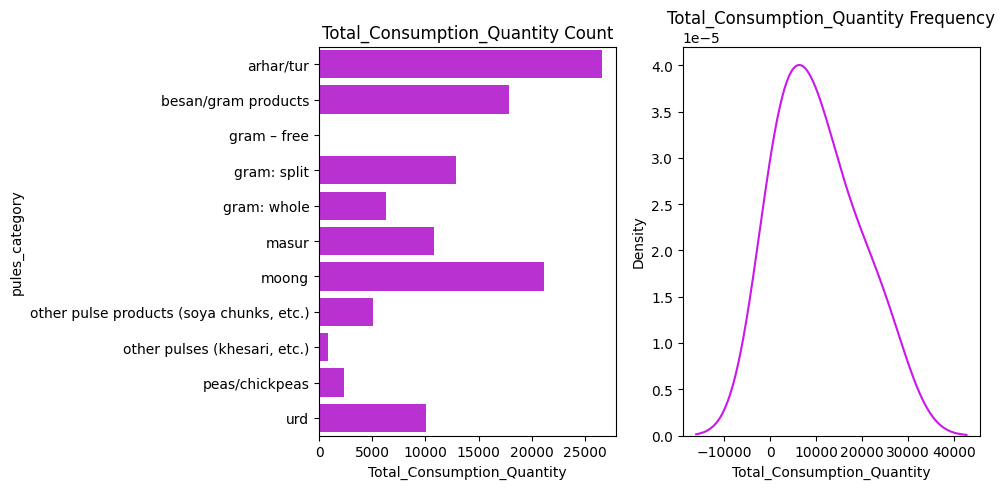 Total_Consumption_Quantity Count
pules_category
arhar/tur
besan/gram products
gram – free
gram: split
gram: whole
masur
moong
other pulse products (soya chunks, etc.)
other pulses (khesari, etc.)
peas/chickpeas
urd
0 5000 10000 15000 20000 25000
Total_Consumption_Quantity
Total_Consumption_Quantity Frequency
1e−5
Density
4.0
3.5
3.0
2.5
2.0
1.5
1.0
0.5
0.0
−10000 0 10000 20000 30000 40000
Total_Consumption_Quantity